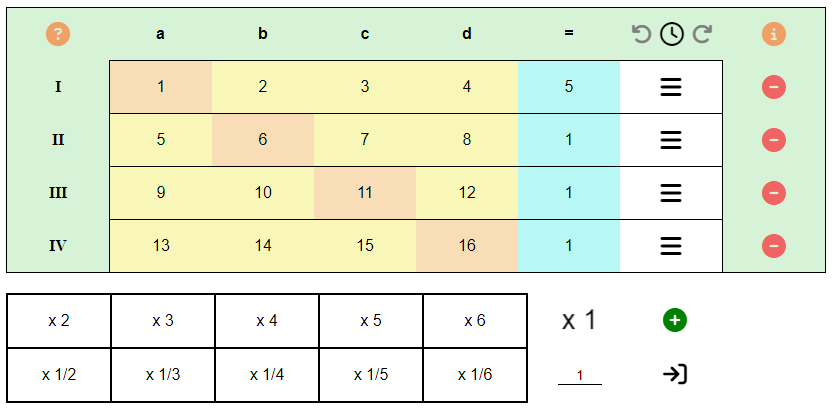 ? a b c d = i
I 1 2 3 4 5
II 5 6 7 8 1
III 9 10 11 12 1
IV 13 14 15 16 1
x 2 x 3 x 4 x 5 x 6 x 1
x 1/2 x 1/3 x 1/4 x 1/5 x 1/6 1